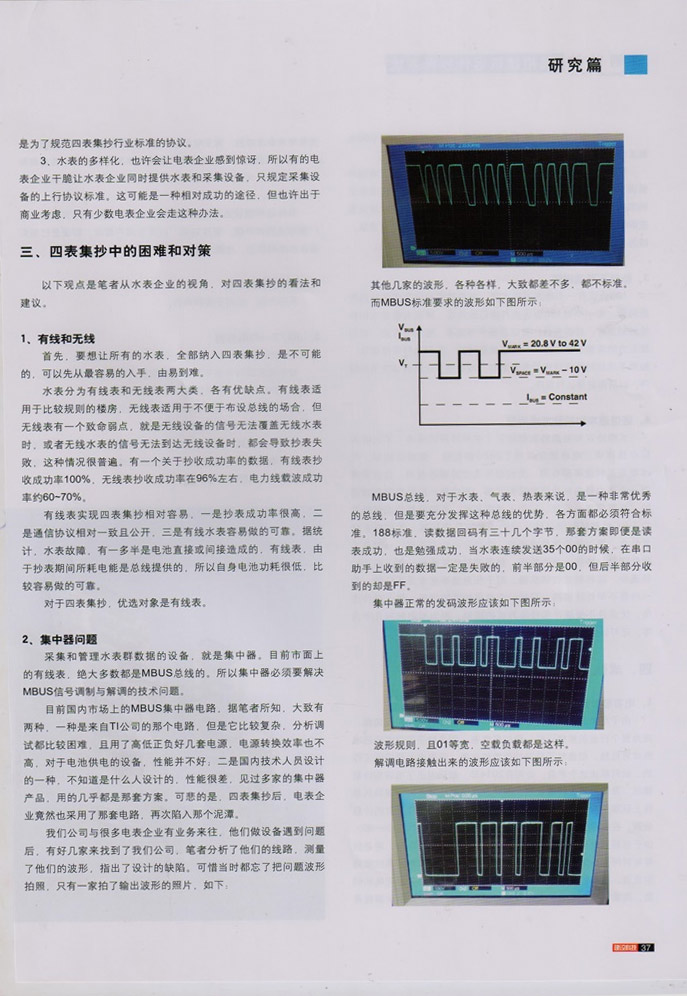 研究篇
是为了规范四表集抄行业标准的协议。
3、水表的多样化，也许会让电表企业感到惊讶，所以有的电
表企业干脆让水表企业同时提供水表和采集设备，只规定采集设
备的上行协议标准。这可能是一种相对成功的途径，但也许出于
商业考虑，只有少数电表企业会走这种办法。
三、四表集抄中的困难和对策
以下观点是笔者从水表企业的视角，对四表集抄的看法和
建议。
1、有线和无线
首先，要想让所有的水表，全部纳入四表集抄，是不可能
的，可以先从最容易的入手，由易到难。
水表分为有线表和无线表两大类，各有优缺点。有线表适
用于比较规则的楼房，无线表适用于不便于布设总线的场合，但
无线表有一个致命弱点，就是无线设备的信号无法覆盖无线水表
时，或者无线水表的信号无法到达无线设备时，都会导致抄表失
败，这种情况很普遍。有一个关于抄收成功率的数据，有线表抄
收成功率100%，无线表抄收成功率在96%左右，电力线载波成功
率约60~70%。
有线表实现四表集抄相对容易，一是抄表成功率很高，二
是通信协议相对一致且公开，三是有线水表容易做的可靠。据统
计，水表故障，有一多半是电池直接或间接造成的，有线表，由
于抄表期间所耗电能是总线提供的，所以自身电池功耗很低，比
较容易做的可靠。
对于四表集抄，优选对象是有线表。
2、集中器问题
采集和管理水表群数据的设备，就是集中器。目前市面上
的有线表，绝大多数都是MBUS总线的。所以集中器必须要解决
MBUS信号调制与解调的技术问题。
目前国内市场上的MBUS集中器电路，据笔者所知，大致有
两种，一种是来自TI公司的那个电路，但是它比较复杂，分析调
试都比较困难，且用了高低正负好几套电源，电源转换效率也不
高，对于电池供电的设备，性能并不好；二是国内技术人员设计
的一种，不知道是什么人设计的，性能很差，见过多家的集中器
产品，用的几乎都是那套方案。可悲的是，四表集抄后，电表企
业竟然也采用了那套电路，再次陷入那个泥潭。
我们公司与很多电表企业有业务来往，他们做设备遇到问题
后，有好几家来找到了我们公司，笔者分析了他们的线路，测量
了他们的波形，指出了设计的缺陷。可惜当时都忘了把问题波形
拍照，只有一家拍了输出波形的照片，如下：
其他几家的波形，各种各样，大致都差不多，都不标准。
而MBUS标准要求的波形如下图所示：
V BUS
I BUS
V MARK = 20.8 V to 42 V
V T
V SPACE = V MARK – 10 V
I BUS = Constant
MBUS总线，对于水表、气表、热表来说，是一种非常优秀
的总线，但是要充分发挥这种总线的优势，各方面都必须符合标
准，188标准，读数据回码有三十几个字节，那套方案即便是读
表成功，也是勉强成功，当水表连续发送35个00的时候，在串口
助手上收到的数据一定是失败的，前半部分是00，但后半部分收
到的却是FF。
集中器正常的发码波形应该如下图所示：
波形规则，且01等宽，空载负载都是这样。
解调电路接触出来的波形应该如下图所示：
37